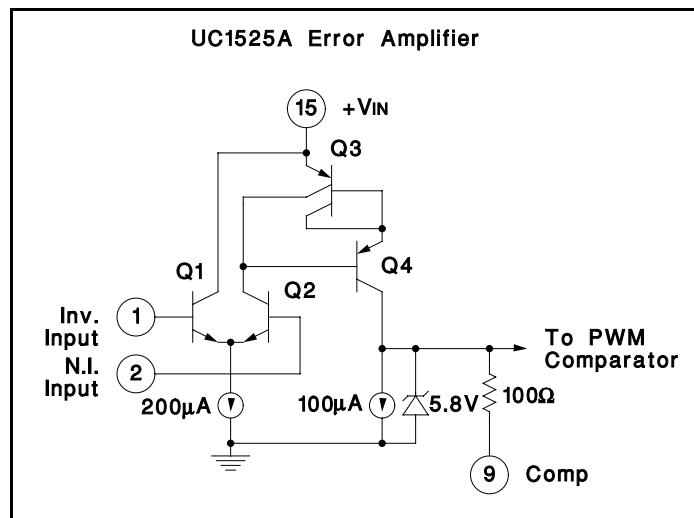 UC1525A Error Amplifier
15 +VIN
Q3
Q4
Q1
Q2
Inv.
Input
1
N.I.
Input
2
200µA
100µA
5.8V
100Ω
To PWM
Comparator
9 Comp